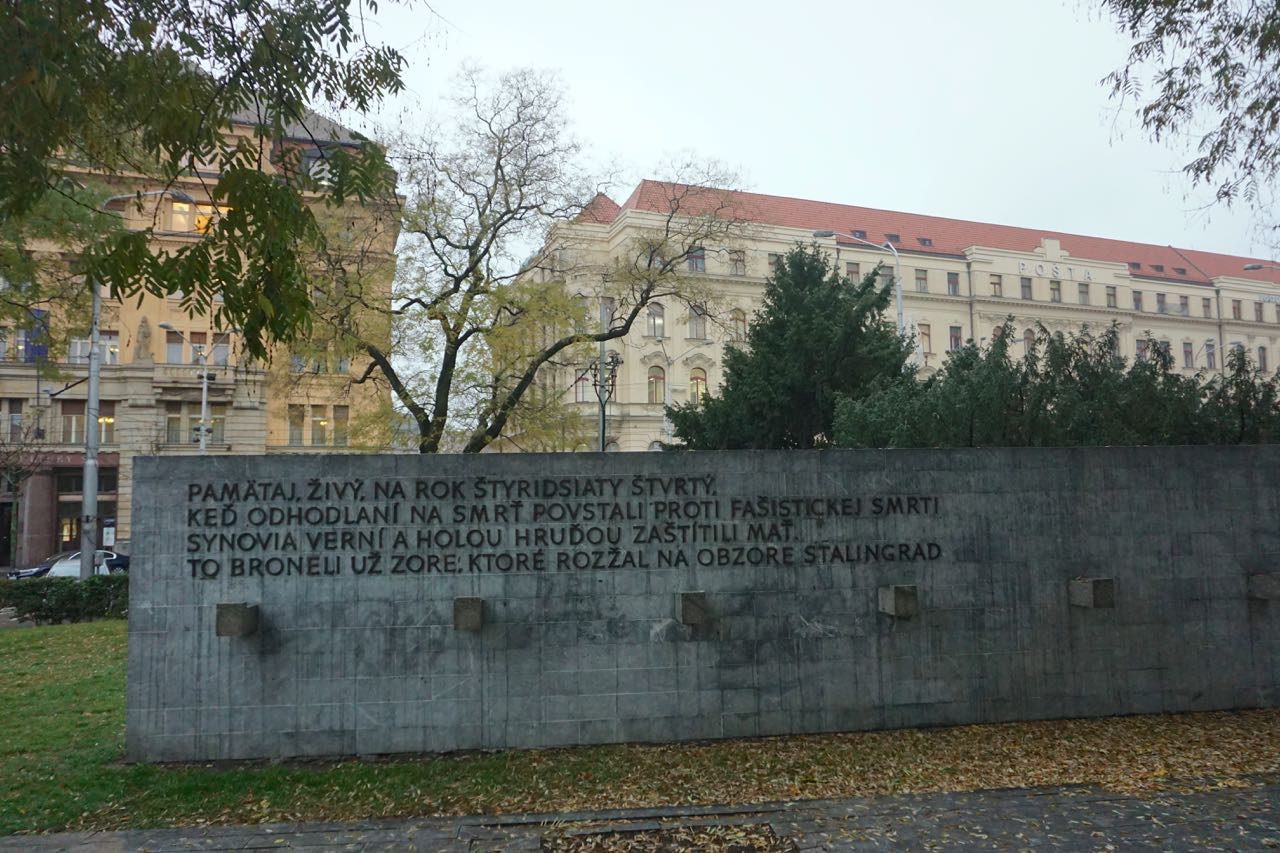 POŠTA
PAMÄTAJ, ŽIVÝ, NA ROK ŠTYRIDSIATY ŠTVRTÝ,
KEĎ ODHODLANÍ NA SMRŤ POVSTALI PROTI FAŠISTICKEJ SMRTI
SYNOVIA VERNÍ A HOLOU HRUĎOU ZAŠTÍTILI MAŤ.
TO BRONELI UŽ ZORE, KTORÉ ROZŽAL NA OBZORE STALINGRAD